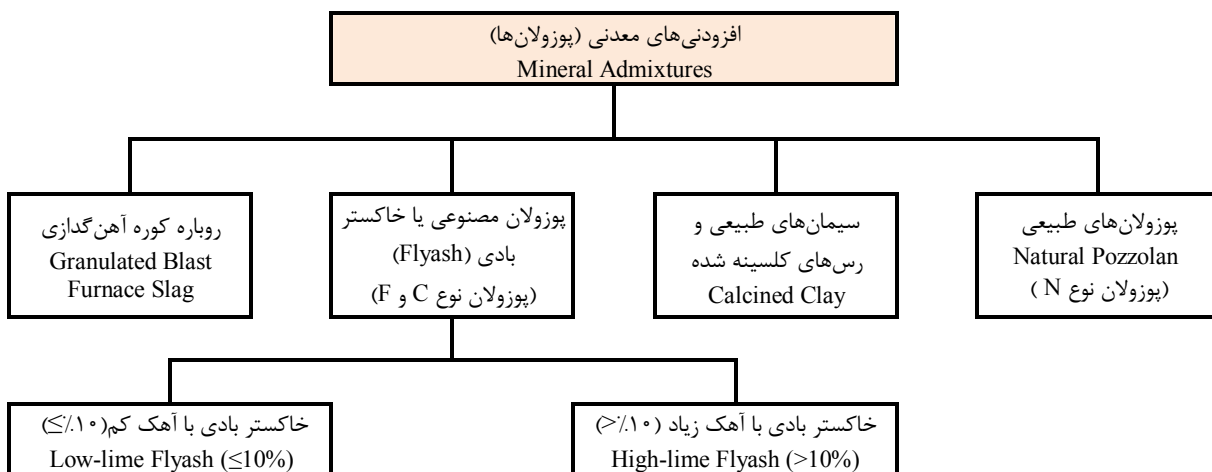 افزودنی‌های معدنی (پوزولان‌ها)
Mineral Admixtures
پوزولان‌های طبیعی
Natural Pozzolan
(پوزولان نوع N )
سیمان‌های طبیعی و
رس‌های کلسینه شده
Calcined Clay
پوزولان مصنوعی یا خاکستر
بادی (Flyash)
(پوزولان نوع C و F)
روباره کوره آهن‌گدازی
Granulated Blast
Furnace Slag
خاکستر بادی با آهک زیاد (>٪۱۰)
High-lime Flyash (>10%)
خاکستر بادی با آهک کم(≤٪۱۰)
Low-lime Flyash (≤10%)